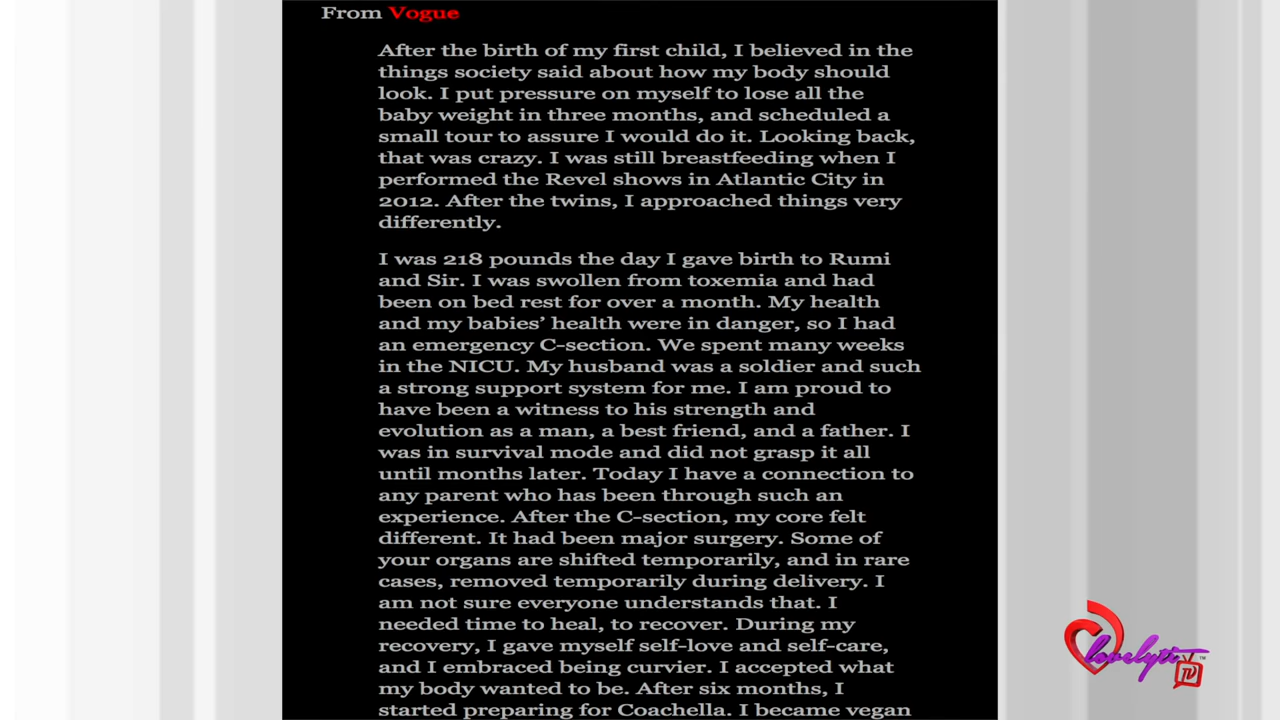 From Vogue
After the birth of my first child, I believed in the
things society said about how my body should
look. I put pressure on myself to lose all the
baby weight in three months, and scheduled a
small tour to assure I would do it. Looking back,
that was crazy. I was still breastfeeding when I
performed the Revel shows in Atlantic City in
2012. After the twins, I approached things very
differently.
I was 218 pounds the day I gave birth to Rumi
and Sir. I was swollen from toxemia and had
been on bed rest for over a month. My health
and my babies’ health were in danger, so I had
an emergency C-section. We spent many weeks
in the NICU. My husband was a soldier and such
a strong support system for me. I am proud to
have been a witness to his strength and
evolution as a man, a best friend, and a father. I
was in survival mode and did not grasp it all
until months later. Today I have a connection to
any parent who has been through such an
experience. After the C-section, my core felt
different. It had been major surgery. Some of
your organs are shifted temporarily, and in rare
cases, removed temporarily during delivery. I
am not sure everyone understands that. I
needed time to heal, to recover. During my
recovery, I gave myself self-love and self-care,
and I embraced being curvier. I accepted what
my body wanted to be. After six months, I
started preparing for Coachella. I became vegan
lovelyti TV